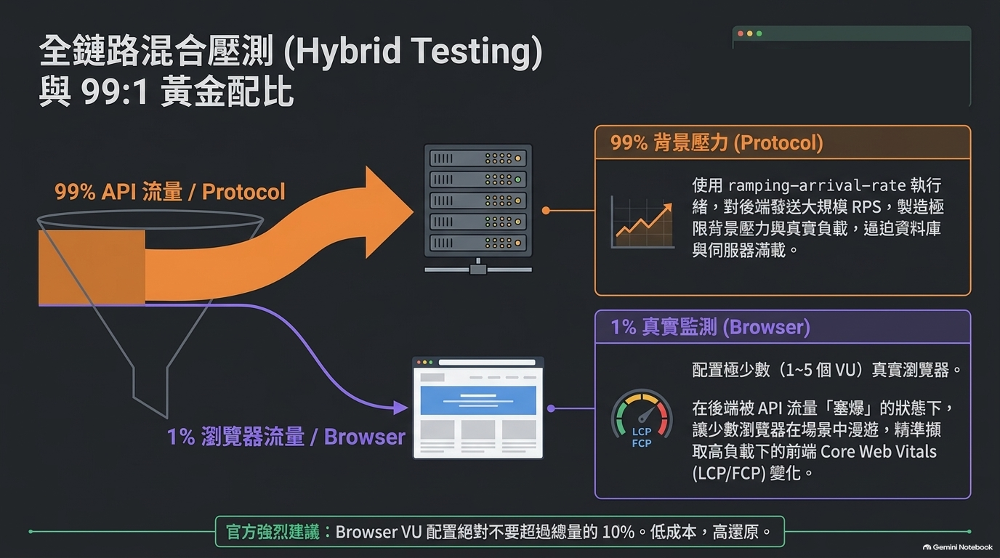 全鏈路混合壓測 (Hybrid Testing)
與 99:1 黃金配比
99% API 流量 / Protocol
1% 瀏覽器流量 / Browser
99% 背景壓力 (Protocol)
使用 ramping-arrival-rate 執行
緒，對後端發送大規模 RPS，製造極
限背景壓力與真實負載，逼迫資料庫
與伺服器滿載。
1% 真實監測 (Browser)
配置極少數（1~5 個 VU）真實瀏覽器。
在後端被 API 流量「塞爆」的狀態下，
讓少數瀏覽器在場景中漫遊，精準擷
取高負載下的前端 Core Web Vitals
(LCP/FCP) 變化。
LCP
FCP
官方強烈建議：Browser VU 配置絕對不要超過總量的 10%。低成本，高還原。
Gemini Notebook